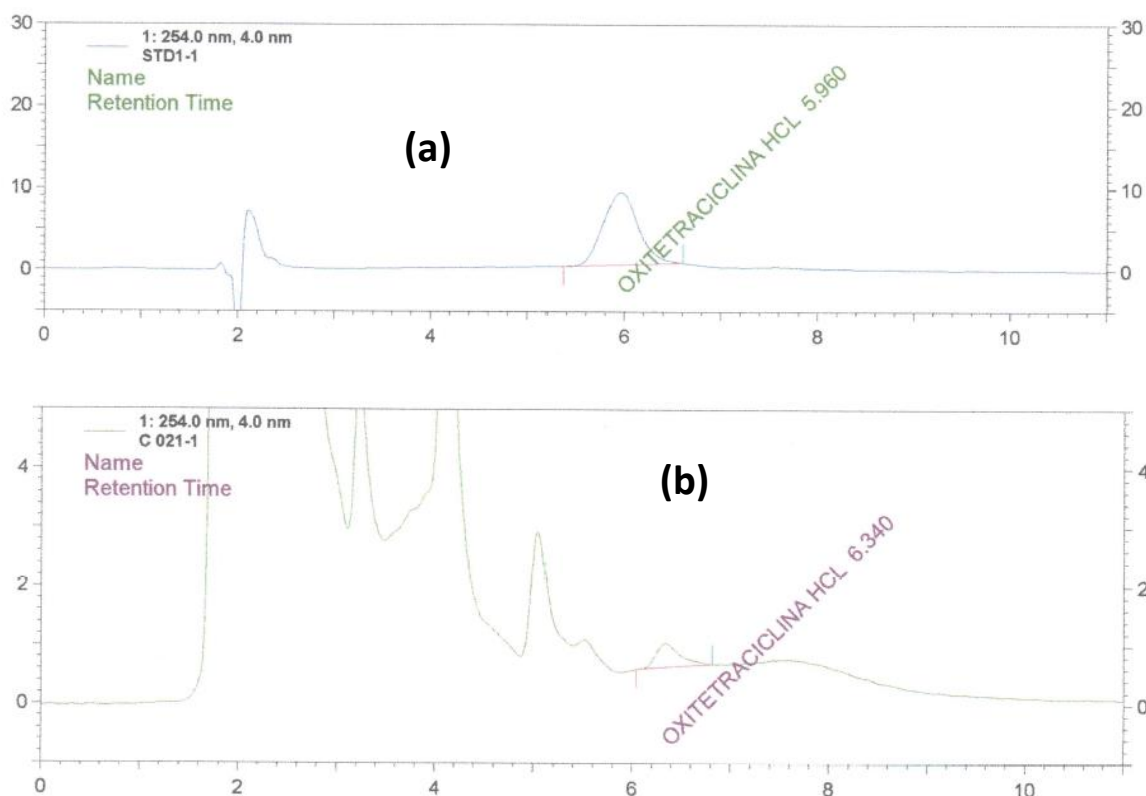 30
30
1: 254.0 nm, 4.0 nm
STD1-1
Name
Retention Time
20
20
(a)
OXITETRACICLINA HCL 5.960
10
10
0
0
0 2 4 6 8 10
1: 254.0 nm, 4.0 nm
C 021-1
Name
Retention Time
4
4
(b)
OXITETRACICLINA HCL 6.340
2
2
0
0
0 2 4 6 8 10